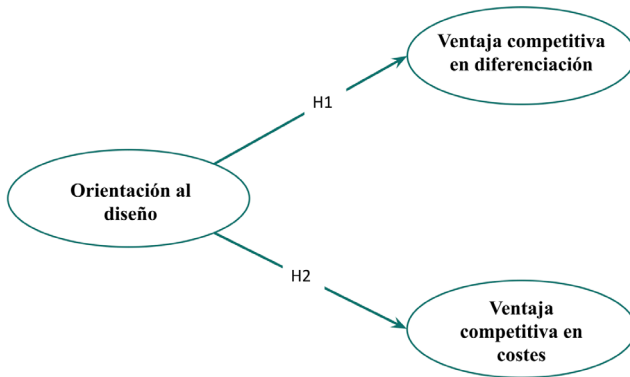 Ventaja competitiva
en diferenciación
H1
Orientación al
diseño
H2
Ventaja
competitiva en
costes